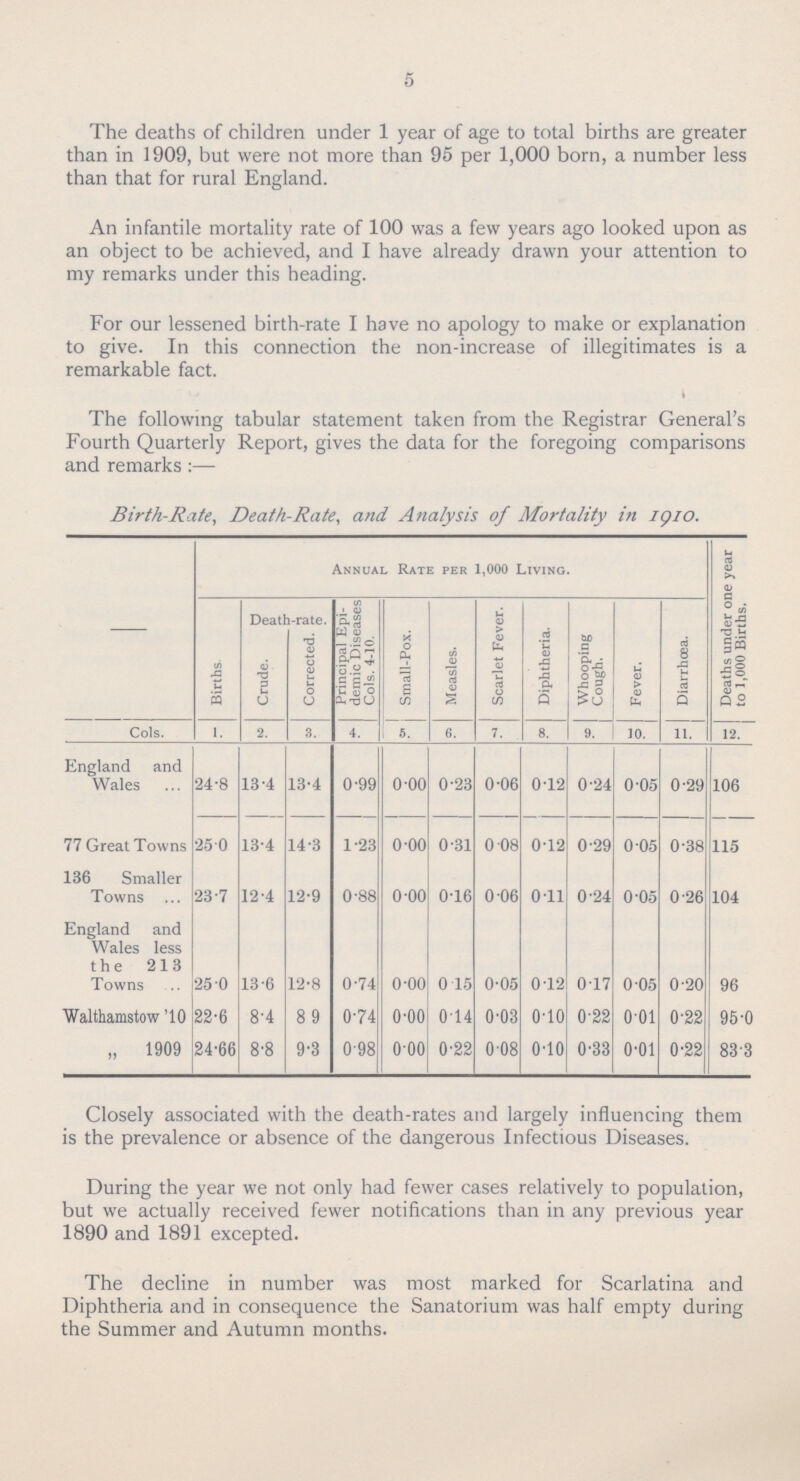 5
The deaths of children under 1 year of age to total births are greater
than in 1909, but were not more than 95 per 1,000 born, a number less
than that for rural England.
An infantile mortality rate of 100 was a few years ago looked upon as
an object to be achieved, and I have already drawn your attention to
my remarks under this heading.
For our lessened birth-rate I have no apology to make or explanation
to give. In this connection the non-increase of illegitimates is a
remarkable fact.
The following tabular statement taken from the Registrar General's
Fourth Quarterly Report, gives the data for the foregoing comparisons
and remarks :—
Birth-Rate, Death-Rate, and Analysis of Mortality in 1910.
—
Annual Rate per 1,000 Living.
Births.
Death-rate.
Crude.
Corrected.
Principal Epi-
demic Diseases
Cols. 4-10.
Small-Pox.
Measles.
Scarlet Fever.
Diphtheria.
Whooping
Cough.
Fever.
Diarrhœa.
Deaths under one year
to 1,000 Births.
Cols. 1. 2. 3. 4. 5. 6. 7. 8. 9. 10. 11. 12.
England and
Wales ... 24·8 13·4 13·4 0·99 0·00 0·23 0·06 0·12 0·24 0·05 0·29 106
77 Great Towns 25 0 13·4 14·3 1·23 0·00 0·31 0 08 0·12 0·29 0·05 0·38 115
136 Smaller
Towns ... 23·7 12·4 12·9 0·88 0·00 0·16 0·06 0·11 0·24 0·05 0·26 104
England and
Wales less
the 213
Towns .. 25·0 13·6 12·8 0·74 0·00 0 15 0·05 0·12 0·17 0·05 0·20 96
Walthamstow '10 22·6 8·4 8 9 0·74 0·00 0·14 0·03 0·10 0·22 0·01 0·22 95·0
„ 1909 24·66 8·8 9·3 0·98 0·00 0·22 0·08 0·10 0·33 0·01 0·22 83·3
Closely associated with the death-rates and largely influencing them
is the prevalence or absence of the dangerous Infectious Diseases.
During the year we not only had fewer cases relatively to population,
but we actually received fewer notifications than in any previous year
1890 and 1891 excepted.
The decline in number was most marked for Scarlatina and
Diphtheria and in consequence the Sanatorium was half empty during
the Summer and Autumn months.